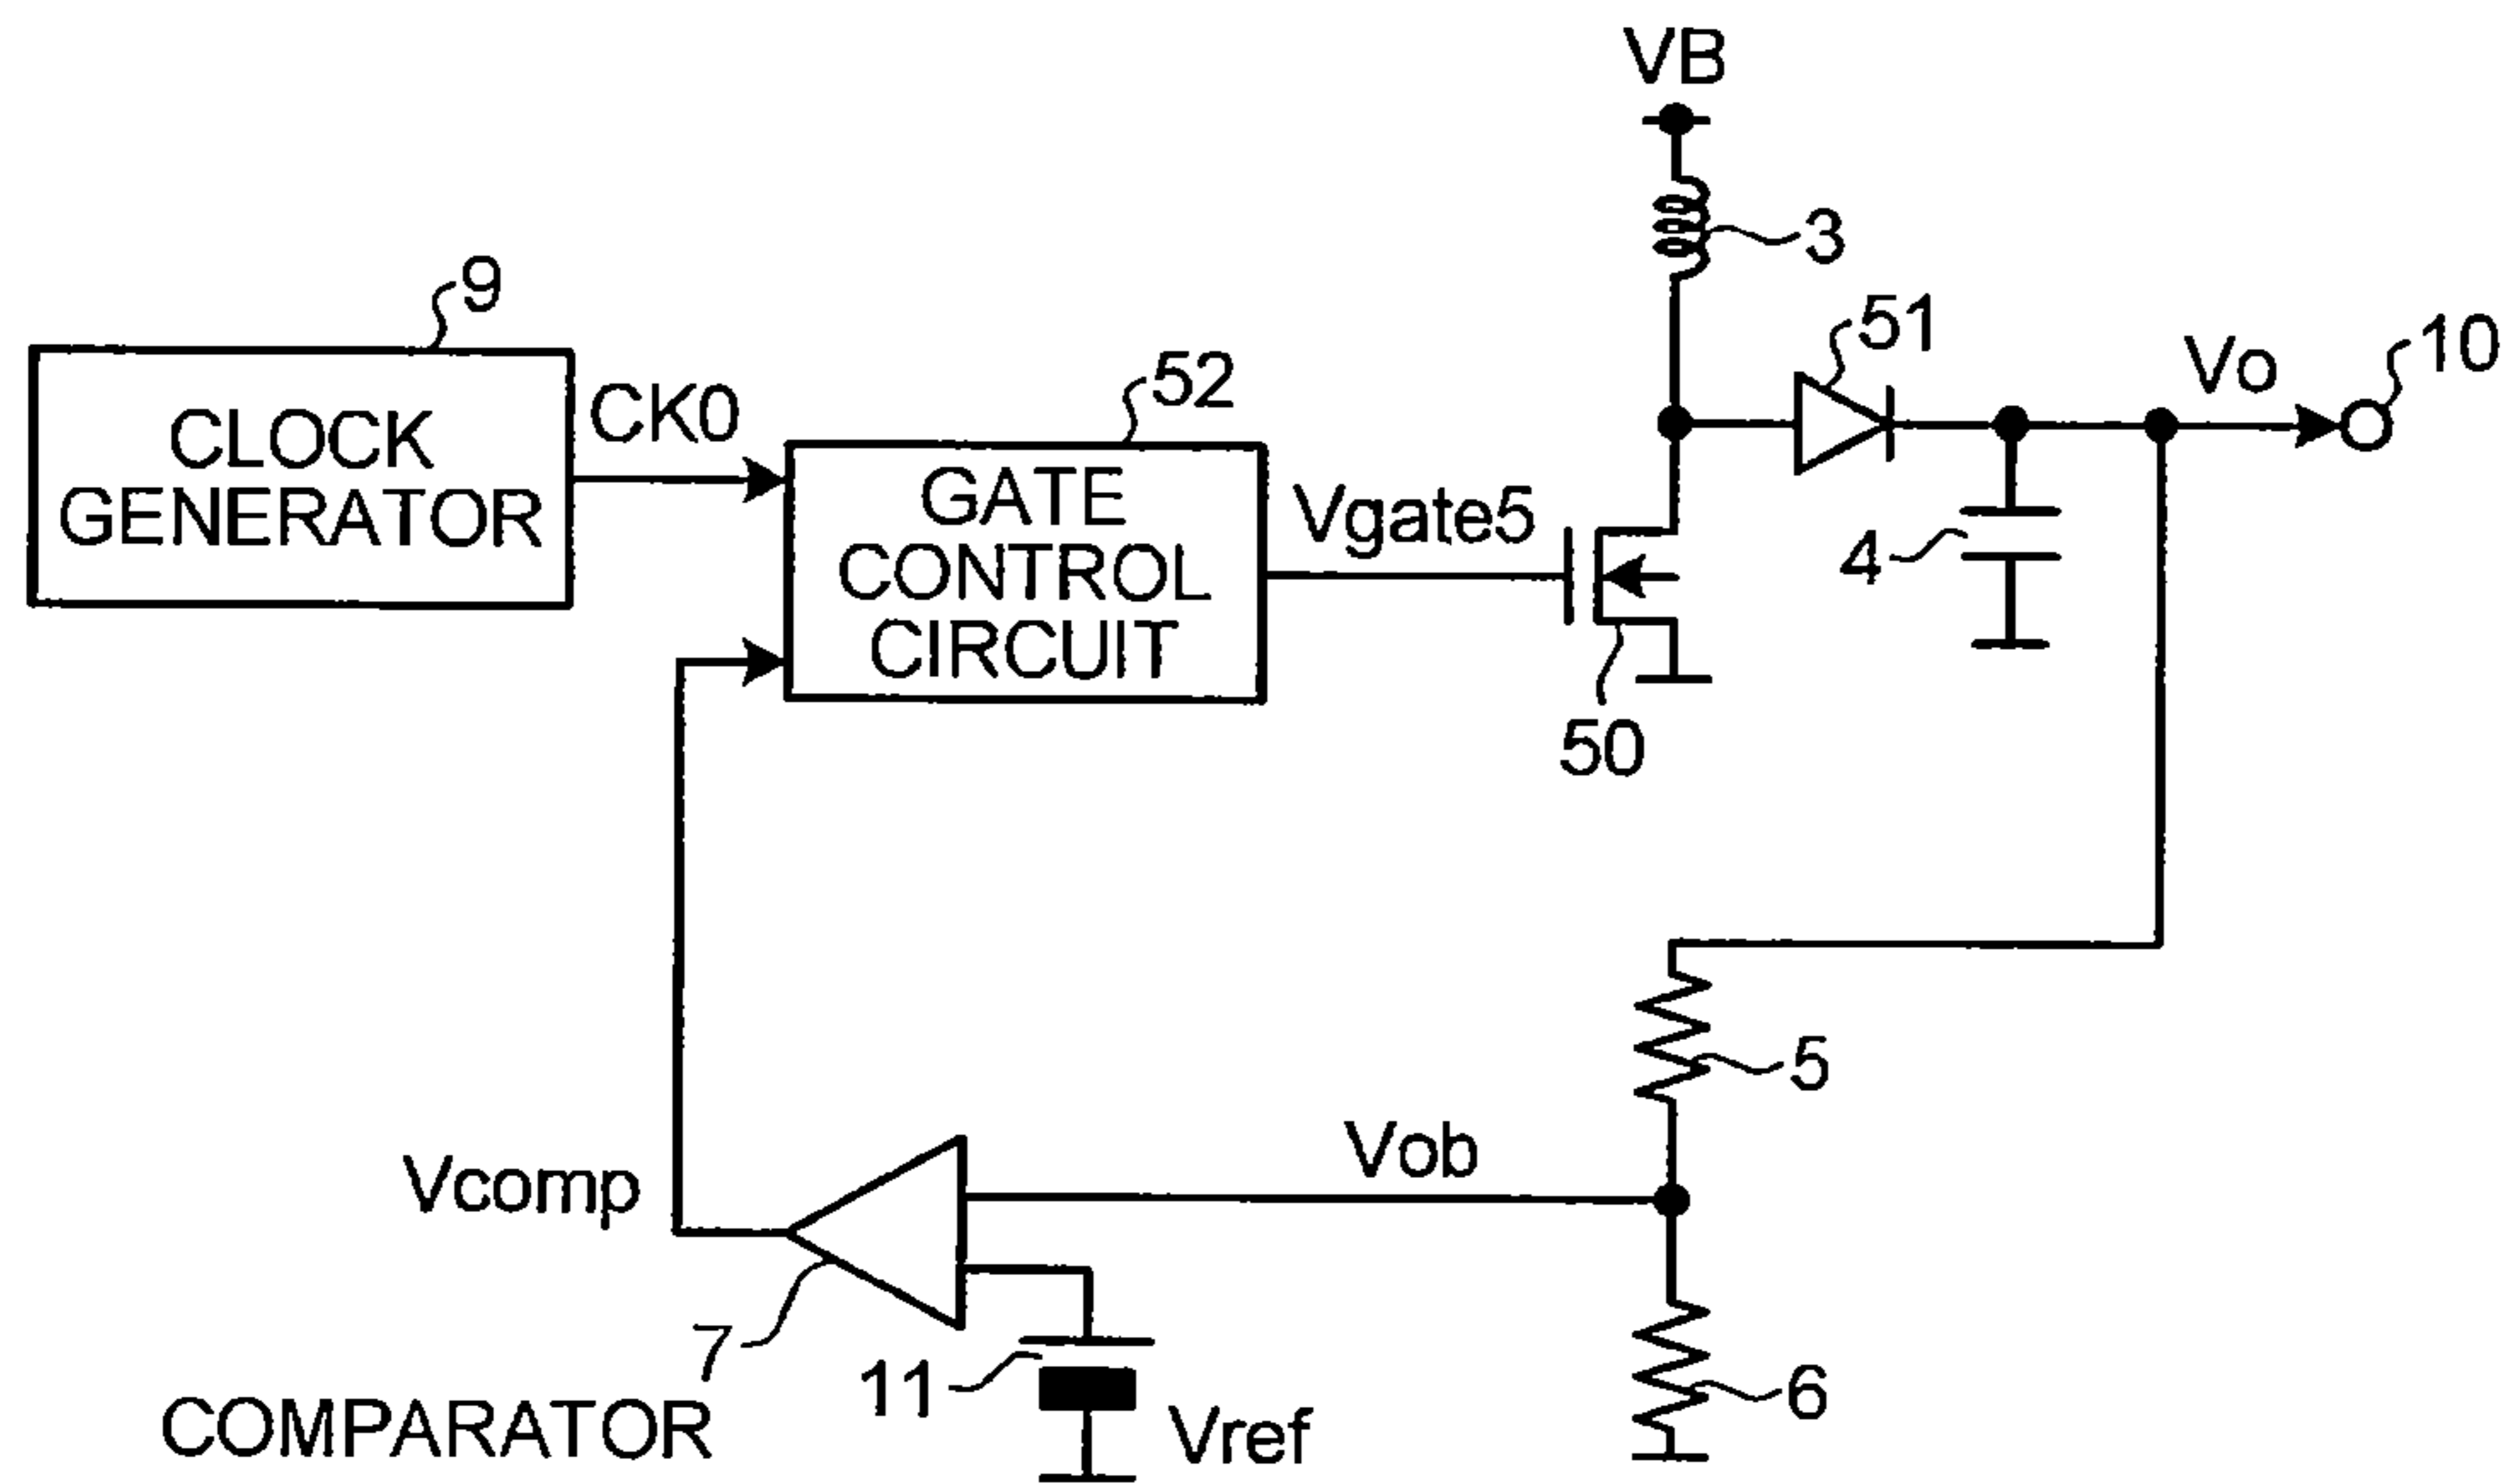 VB
3
9
51
10
Vo
52
CK0
CLOCK
GENERATOR
GATE
CONTROL
CIRCUIT
Vgate5
4
50
5
Vob
Vcomp
7
11
6
COMPARATOR
Vref